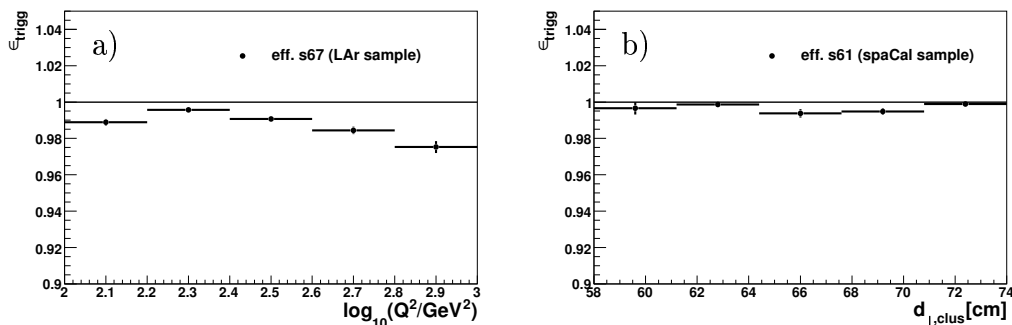 a)
ϵ_trigg
eff. s67 (LAr sample)
1.04
1.02
1
0.98
0.96
0.94
0.92
0.9
2 2.1 2.2 2.3 2.4 2.5 2.6 2.7 2.8 2.9 3
log₁₀(Q²/GeV²)
b)
ϵ_trigg
eff. s61 (spaCal sample)
1.04
1.02
1
0.98
0.96
0.94
0.92
0.9
58 60 62 64 66 68 70 72 74
d_|,clus[cm]